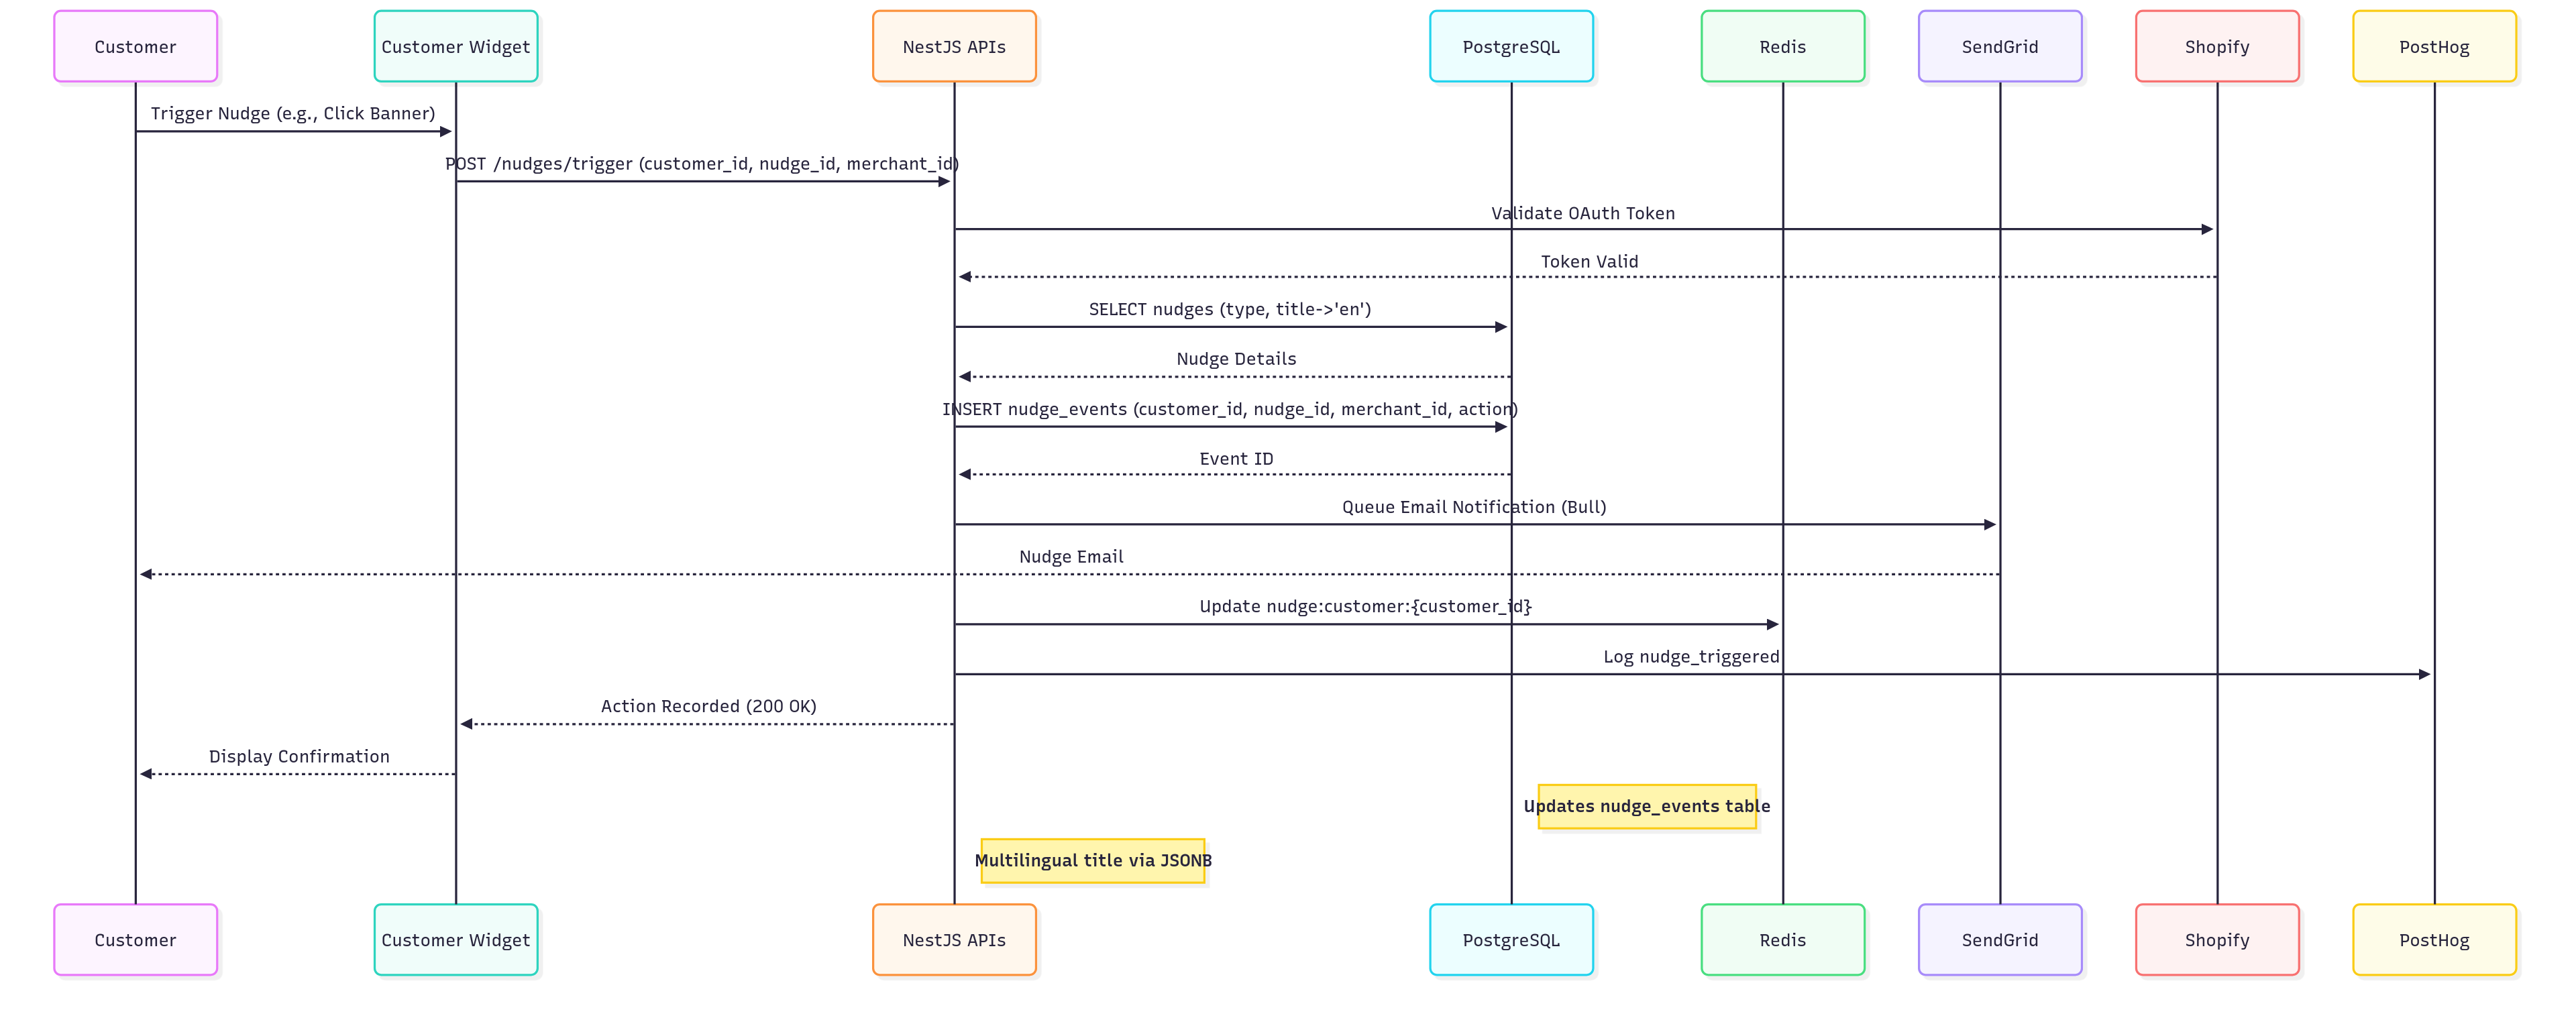 Customer
Customer Widget
NestJS APIs
PostgreSQL
Redis
SendGrid
Shopify
PostHog
Trigger Nudge (e.g., Click Banner)
POST /nudges/trigger (customer_id, nudge_id, merchant_id)
Validate OAuth Token
Token Valid
SELECT nudges (type, title->'en')
Nudge Details
INSERT nudge_events (customer_id, nudge_id, merchant_id, action)
Event ID
Queue Email Notification (Bull)
Nudge Email
Update nudge:customer:{customer_id}
Log nudge_triggered
Action Recorded (200 OK)
Display Confirmation
Updates nudge_events table
Multilingual title via JSONB
Customer
Customer Widget
NestJS APIs
PostgreSQL
Redis
SendGrid
Shopify
PostHog